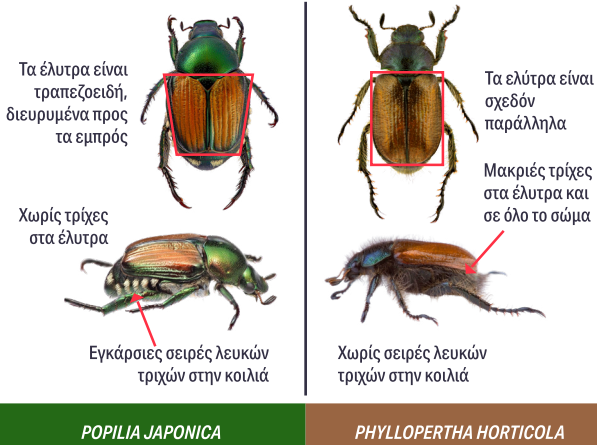 Τα έλυτρα είναι
τραπεζοειδή,
διευρυμένα προς
τα εμπρός
Χωρίς τρίχες
στα έλυτρα
Εγκάρσιες σειρές λευκών
τριχών στην κοιλιά
POPILIA JAPONICA
Τα ελύτρα είναι
σχεδόν
παράλληλα
Μακριές τρίχες
στα έλυτρα και
σε όλο το σώμα
Χωρίς σειρές λευκών
τριχών στην κοιλιά
PHYLLOPERTHA HORTICOLA